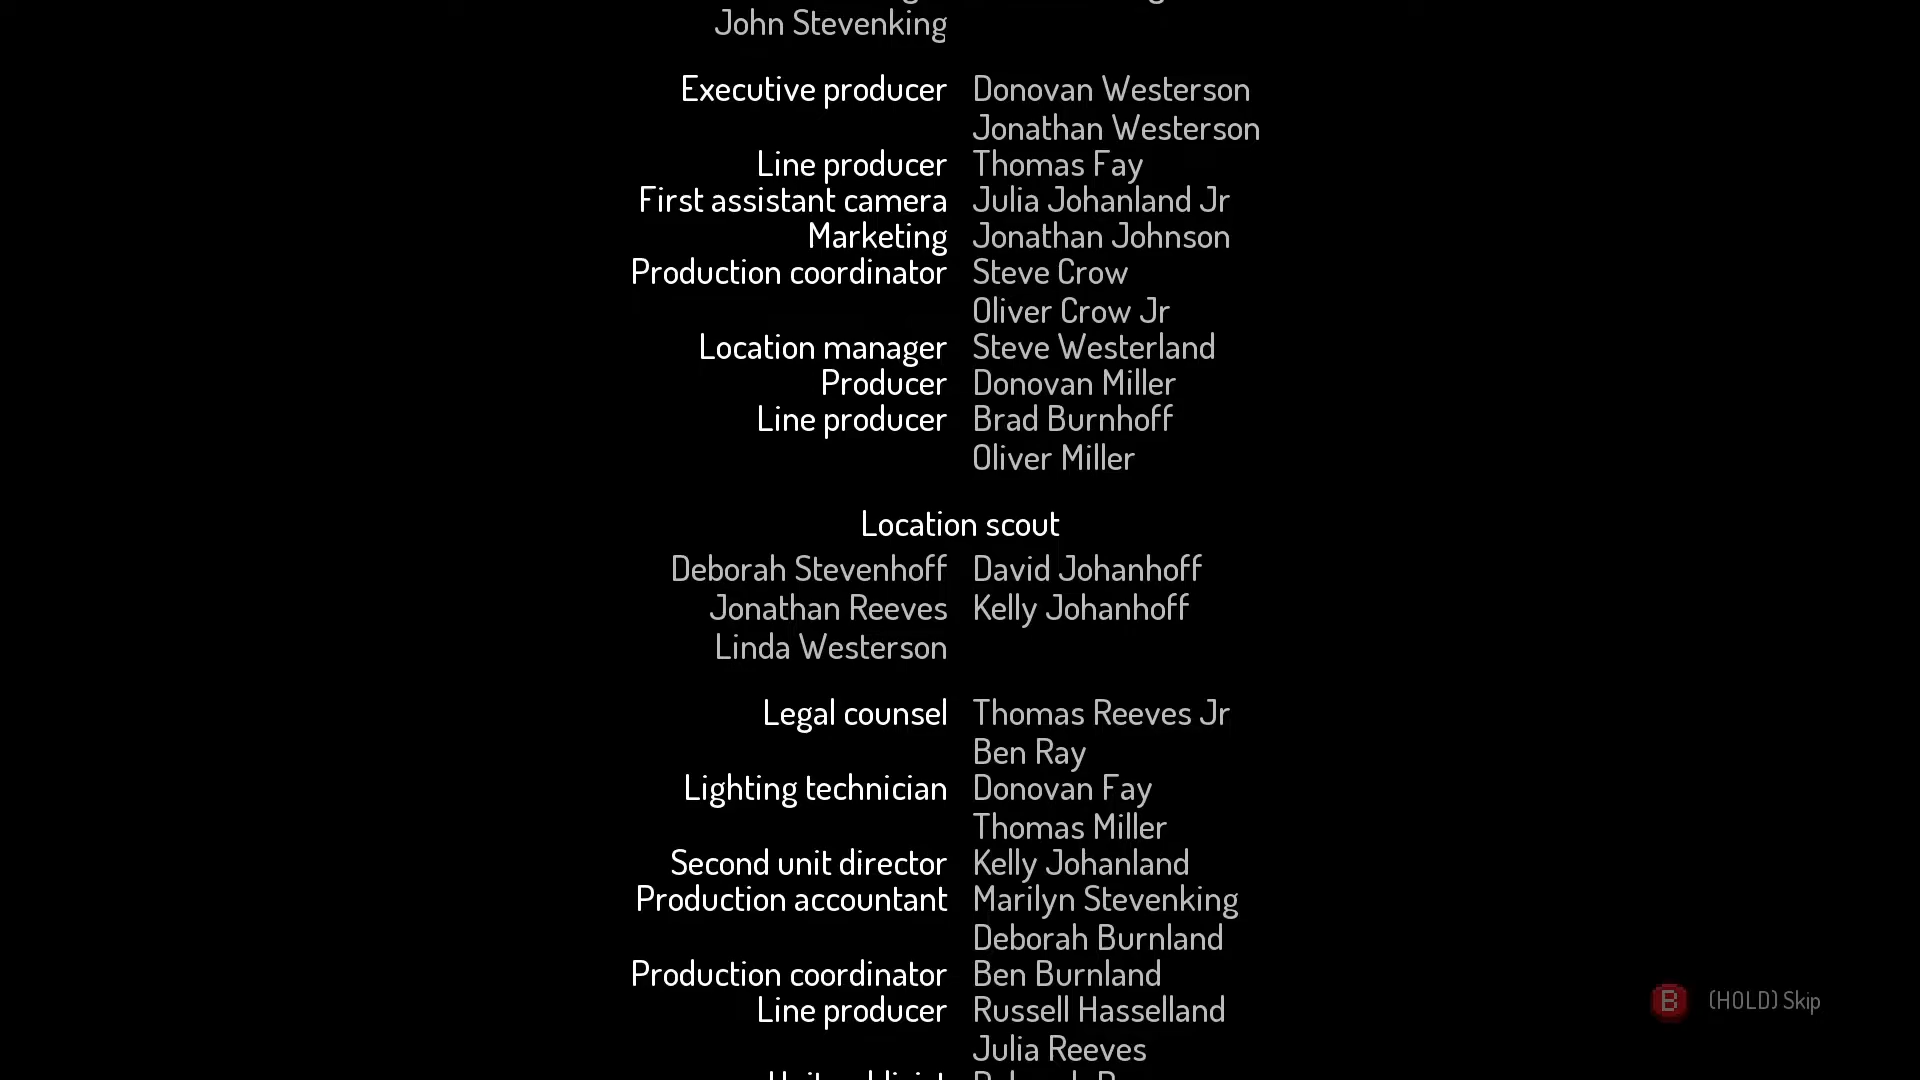 John Stevenking
Executive producer Donovan Westerson
Jonathan Westerson
Line producer Thomas Fay
First assistant camera Julia Johanland Jr
Marketing Jonathan Johnson
Production coordinator Steve Crow
Oliver Crow Jr
Location manager Steve Westerland
Producer Donovan Miller
Line producer Brad Burnhoff
Oliver Miller
Location scout
Deborah Stevenhoff David Johanhoff
Jonathan Reeves Kelly Johanhoff
Linda Westerson
Legal counsel Thomas Reeves Jr
Ben Ray
Lighting technician Donovan Fay
Thomas Miller
Second unit director Kelly Johanland
Production accountant Marilyn Stevenking
Deborah Burnland
Production coordinator Ben Burnland
Line producer Russell Hasselland
Julia Reeves
B (HOLD) Skip